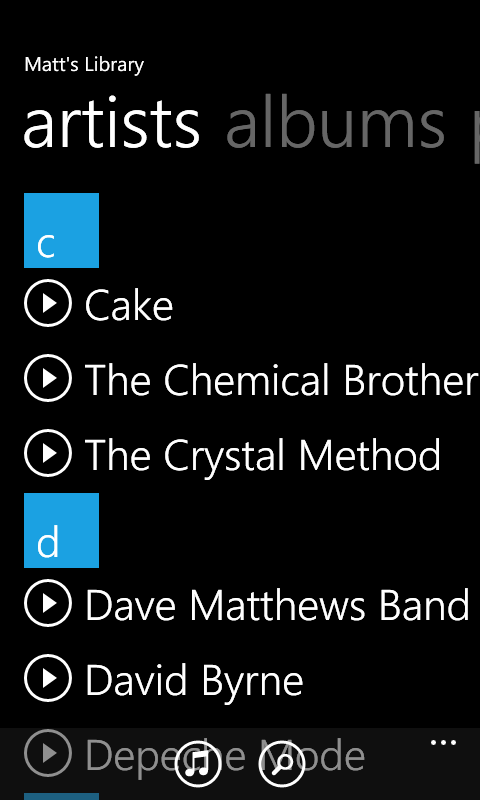 Matt's Library
artists albums p
c
Cake
The Chemical Brother
The Crystal Method
d
Dave Matthews Band
David Byrne
Depeche Mode